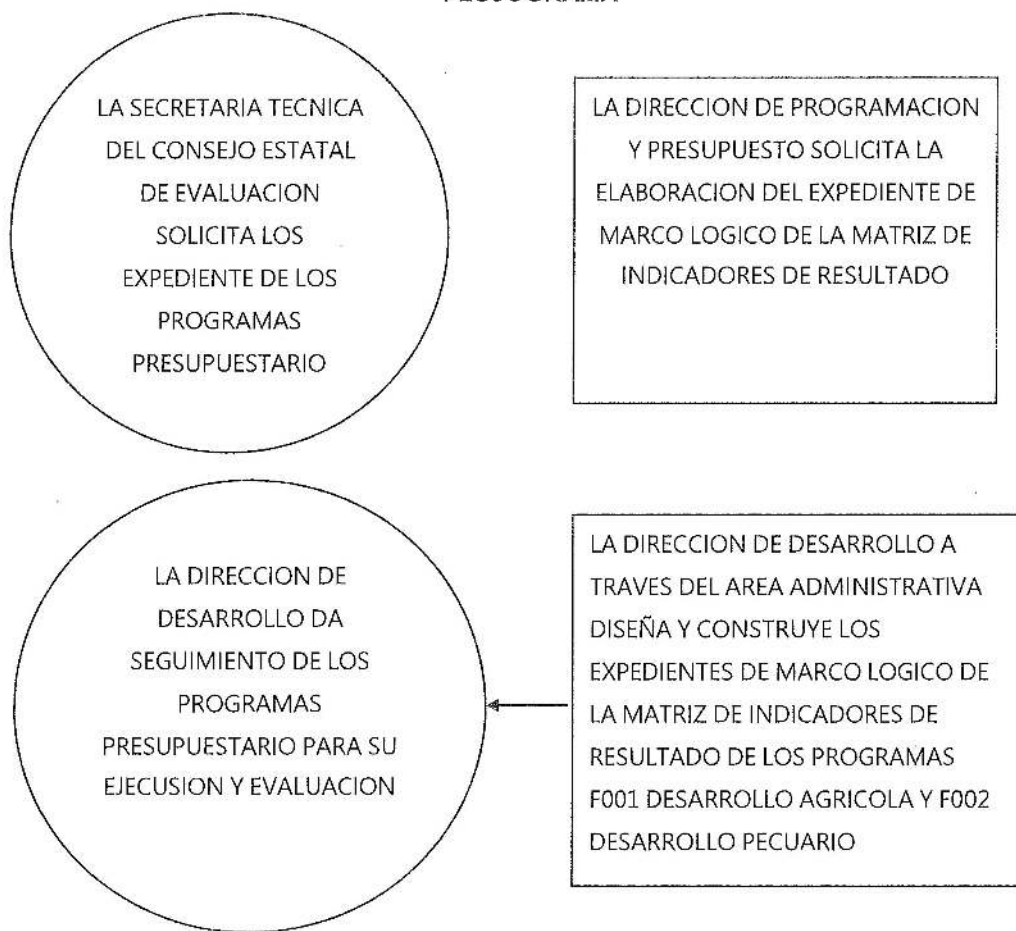 LA SECRETARIA TECNICA
DEL CONSEJO ESTATAL
DE EVALUACION
SOLICITA LOS
EXPEDIENTE DE LOS
PROGRAMAS
PRESUPUESTARIO
LA DIRECCION DE PROGRAMACION
Y PRESUPUESTO SOLICITA LA
ELABORACION DEL EXPEDIENTE DE
MARCO LOGICO DE LA MATRIZ DE
INDICADORES DE RESULTADO
LA DIRECCION DE
DESARROLLO DA
SEGUIMIENTO DE LOS
PROGRAMAS
PRESUPUESTARIO PARA SU
EJECUSION Y EVALUACION
LA DIRECCION DE DESARROLLO A
TRAVES DEL AREA ADMINISTRATIVA
DISEÑA Y CONSTRUYE LOS
EXPEDIENTES DE MARCO LOGICO DE
LA MATRIZ DE INDICADORES DE
RESULTADO DE LOS PROGRAMAS
F001 DESARROLLO AGRICOLA Y F002
DESARROLLO PECUARIO